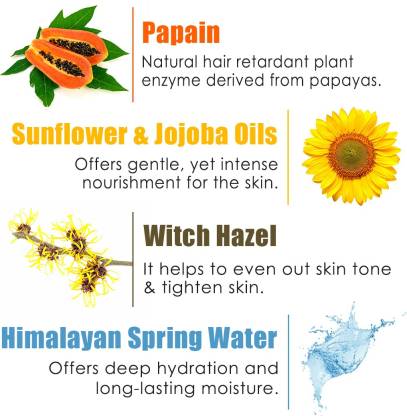 Papain
Natural hair retardant plant
enzyme derived from papayas.
Sunflower & Jojoba Oils
Offers gentle, yet intense
nourishment for the skin.
Witch Hazel
It helps to even out skin tone
& tighten skin.
Himalayan Spring Water
Offers deep hydration and
long-lasting moisture.